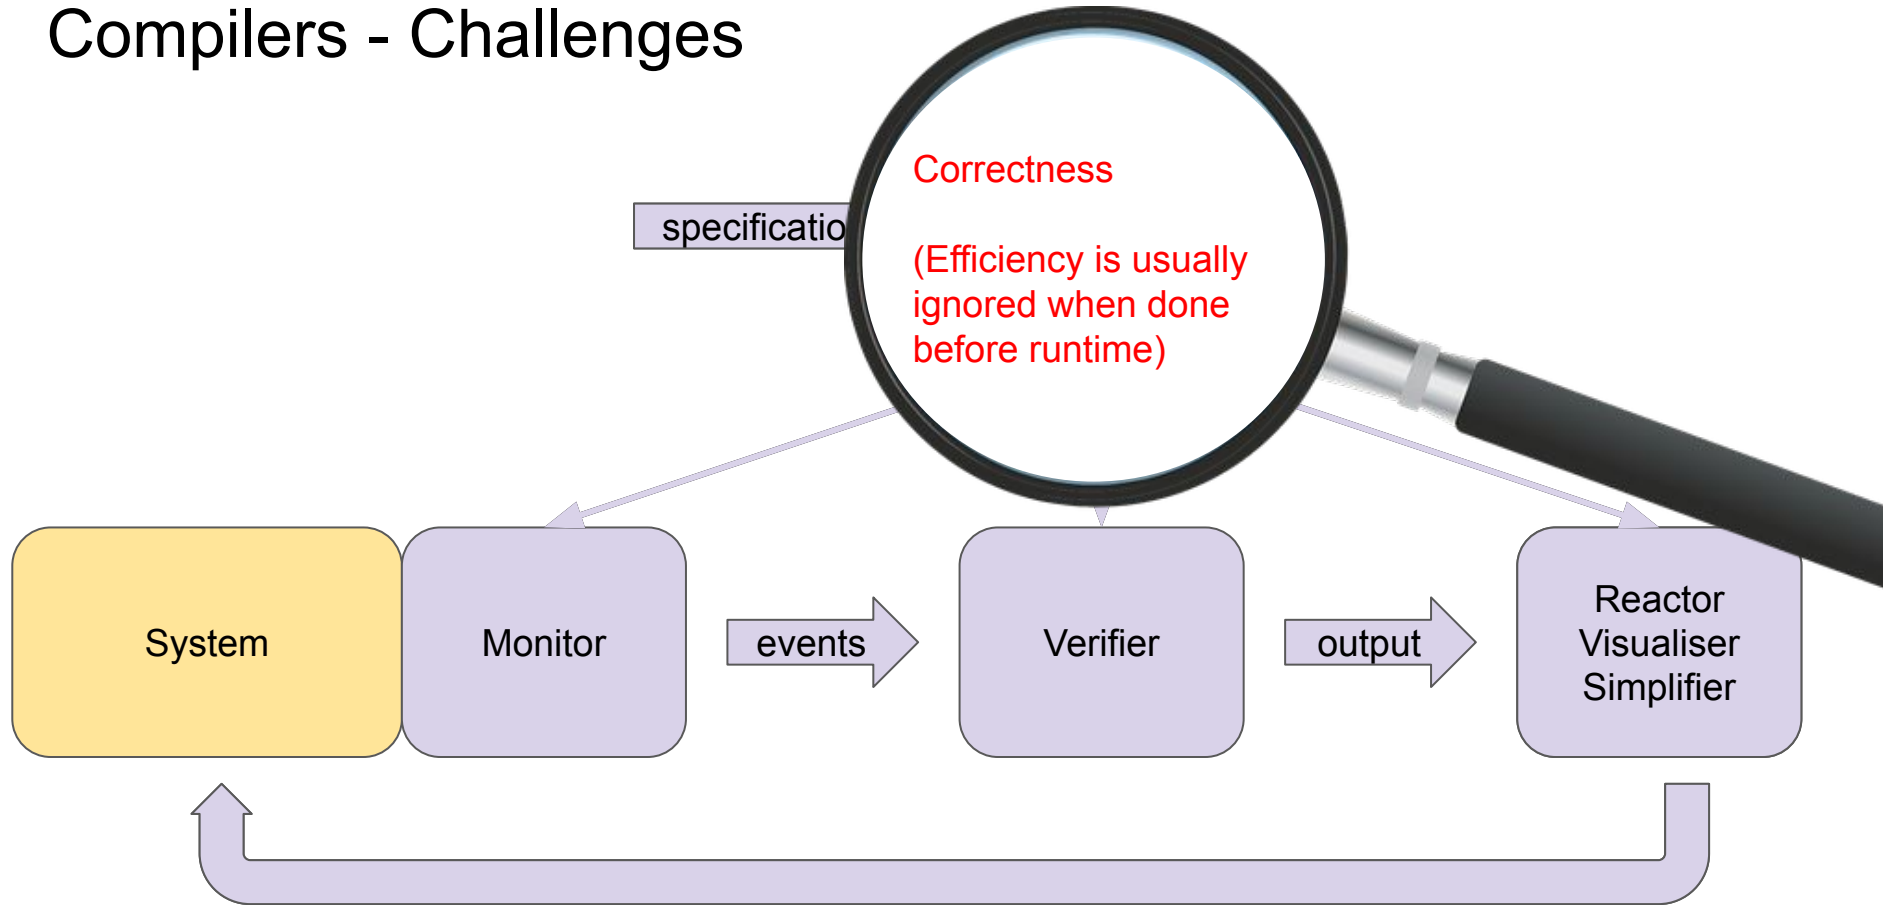 Compilers - Challenges
Correctness
specificatio
(Efficiency is usually
ignored when done
before runtime)
System
Monitor
events
Verifier
output
Reactor
Visualiser
Simplifier